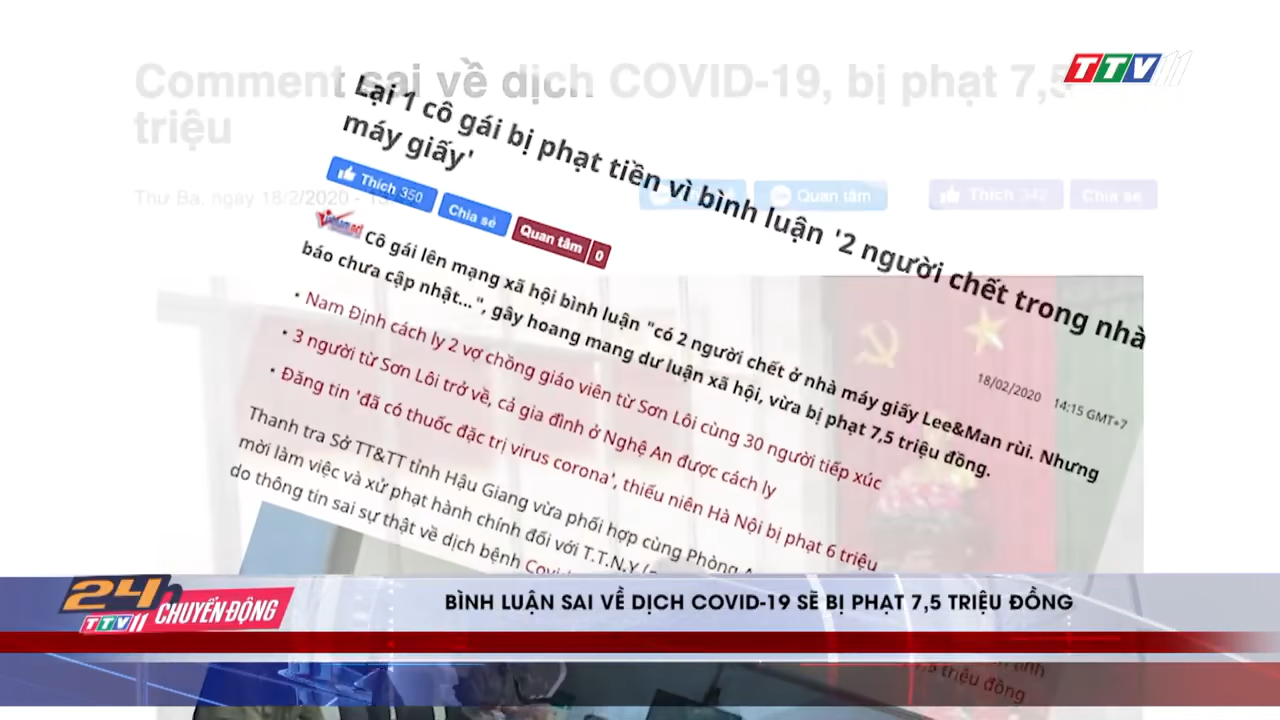 TTV11
Comment sai về dịch COVID-19, bị phạt 7,5
triệu
Thư Ba, ngày 18/2/2020 -
Quan tâm
Thích 342
Chia sẻ
Lại 1 cô gái bị phạt tiền vì bình luận '2 người chết trong nhà
máy giấy'
Thích 350
Chia sẻ
Quan tâm 0
18/02/2020 14:15 GMT+7
Cô gái lên mạng xã hội bình luận "có 2 người chết ở nhà máy giấy Lee&Man rùi. Nhưng
báo chưa cập nhật...", gây hoang mang dư luận xã hội, vừa bị phạt 7,5 triệu đồng.
• Nam Định cách ly 2 vợ chồng giáo viên từ Sơn Lôi cùng 30 người tiếp xúc
• 3 người từ Sơn Lôi trở về, cả gia đình ở Nghệ An được cách ly
• Đăng tin 'đã có thuốc đặc trị virus corona', thiếu niên Hà Nội bị phạt 6 triệu
Thanh tra Sở TT&TT tỉnh Hậu Giang vừa phối hợp cùng Phòng
mời làm việc và xử phạt hành chính đối với T.T.N.Y
do thông tin sai sự thật về dịch bệnh
24h
TTV11 CHUYỂN ĐỘNG
BÌNH LUẬN SAI VỀ DỊCH COVID-19 SẼ BỊ PHẠT 7,5 TRIỆU ĐỒNG
7,5 triệu đồng